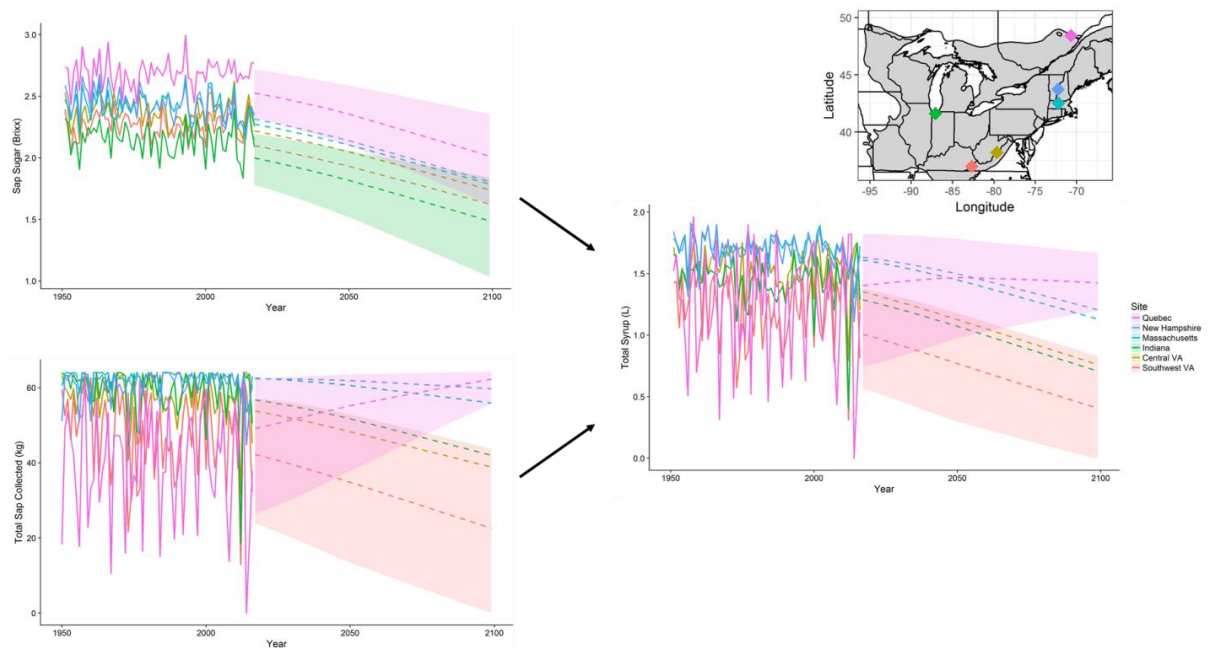 3.0
2.5
2.0
1.5
1.0
Sap Sugar (Brixx)
1950
2000
2050
2100
Year
60
40
20
0
Total Sap Collected (kg)
1950
2000
2050
2100
Year
50
45
40
Latitude
-95
-90
-85
-80
-75
-70
Longitude
2.0
1.5
1.0
0.5
0.0
Total Syrup (L)
1950
2000
2050
2100
Year
Site
Quebec
New Hampshire
Massachusetts
Indiana
Central VA
Southwest VA